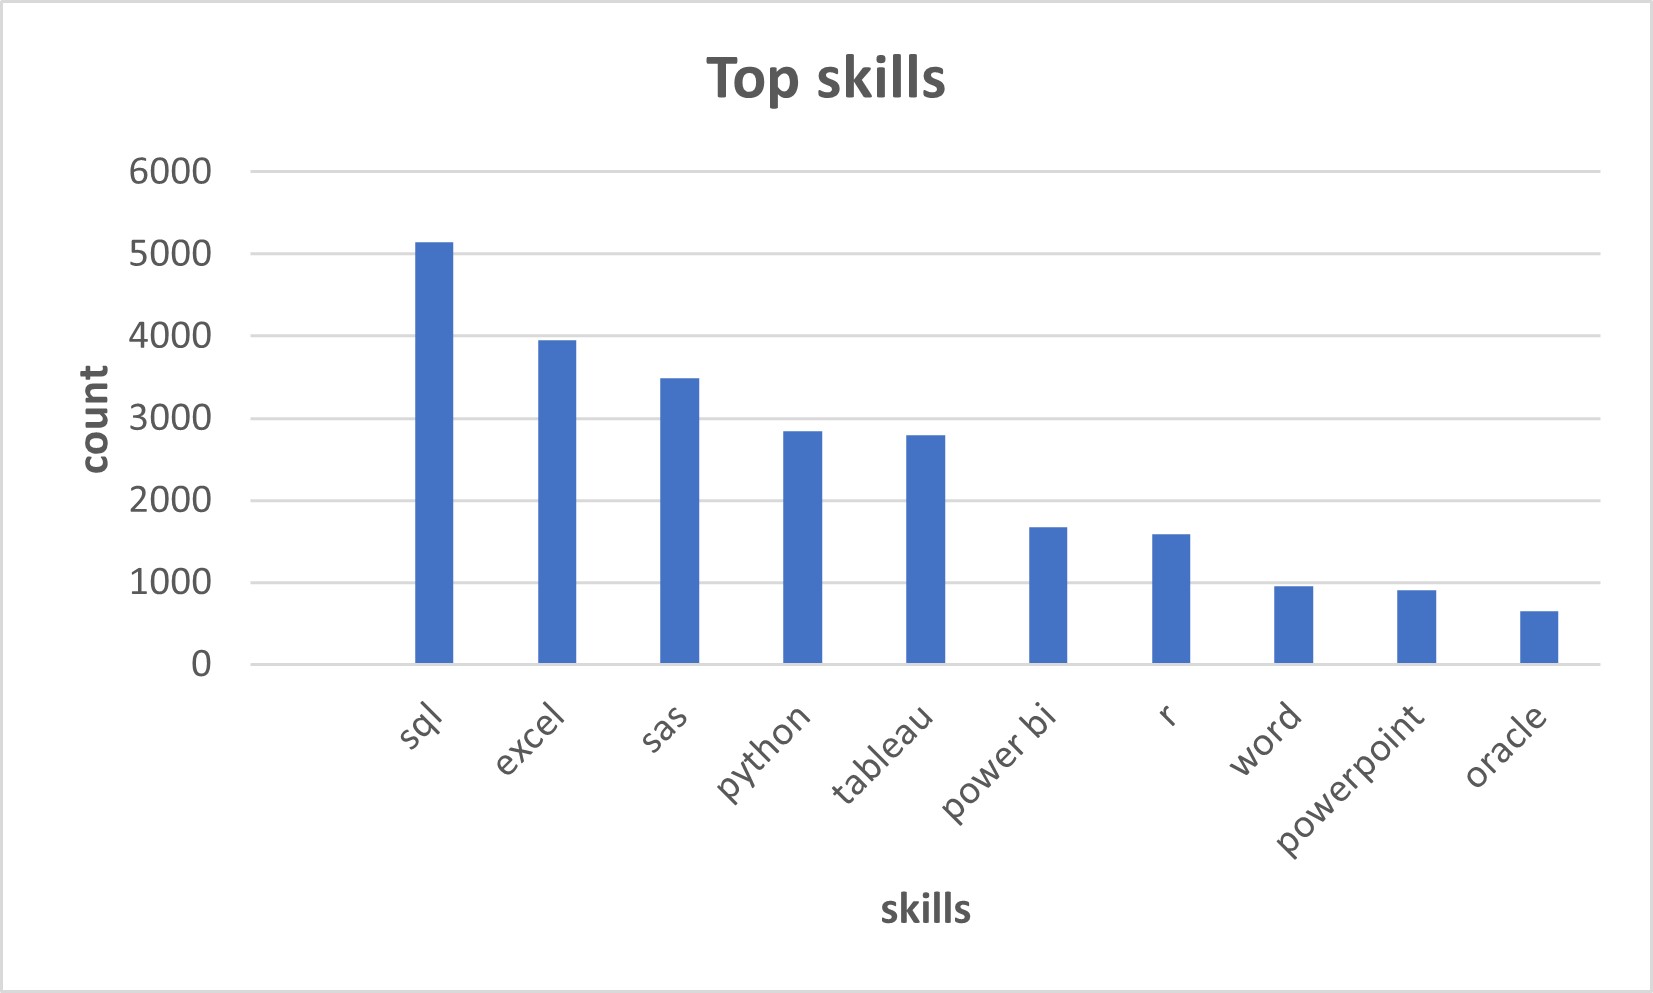 Top skills
6000
5000
4000
3000
2000
1000
0
count
sql
excel
sas
python
tableau
power bi
r
word
powerpoint
oracle
skills